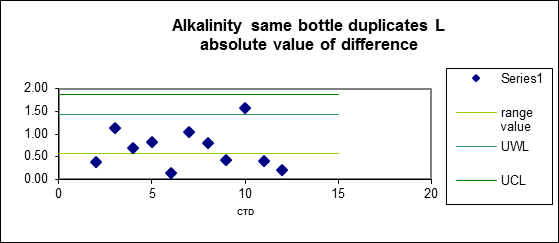 Alkalinity same bottle duplicates L
absolute value of difference
2.00
1.50
1.00
0.50
0.00
0 5 10 15 20
CTD
Series1
range
value
UWL
UCL